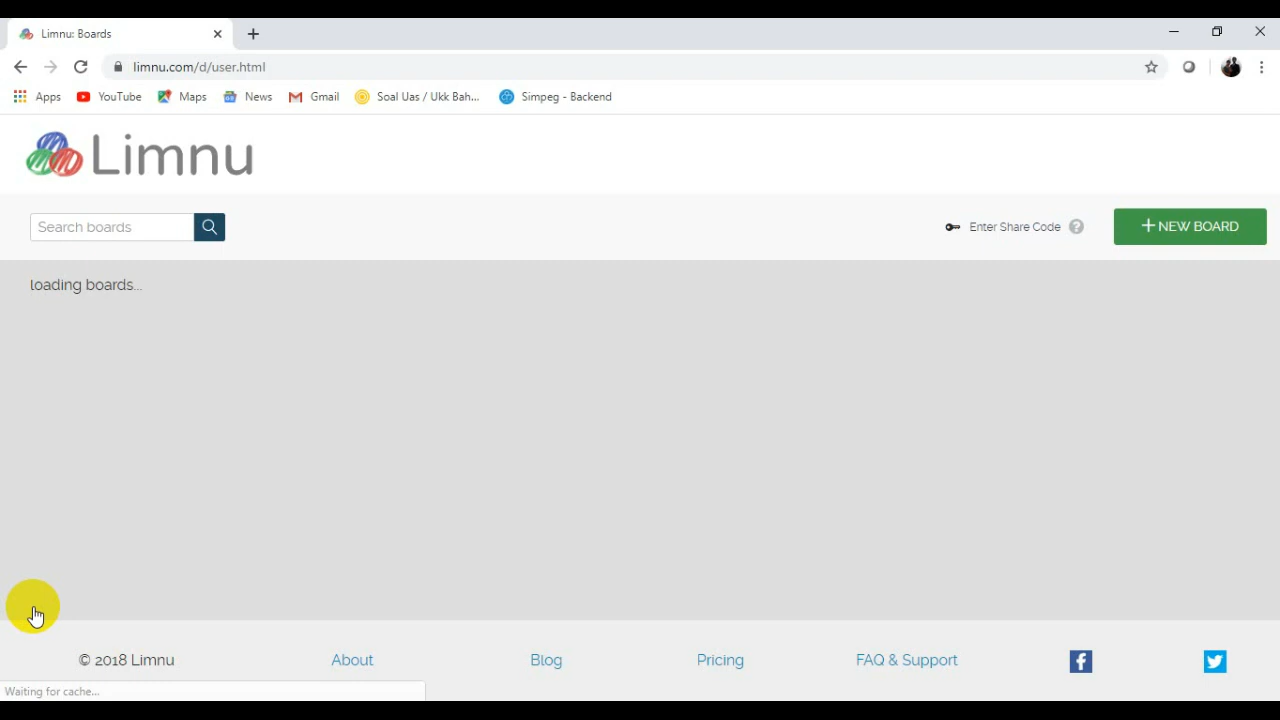 Limnu: Boards
limnu.com/d/user.html
Apps YouTube Maps News Gmail Soal Uas / Ukk Bah... Simpeg - Backend
Limnu
Search boards Enter Share Code ? + NEW BOARD
loading boards...
© 2018 Limnu About Blog Pricing FAQ & Support
Waiting for cache...